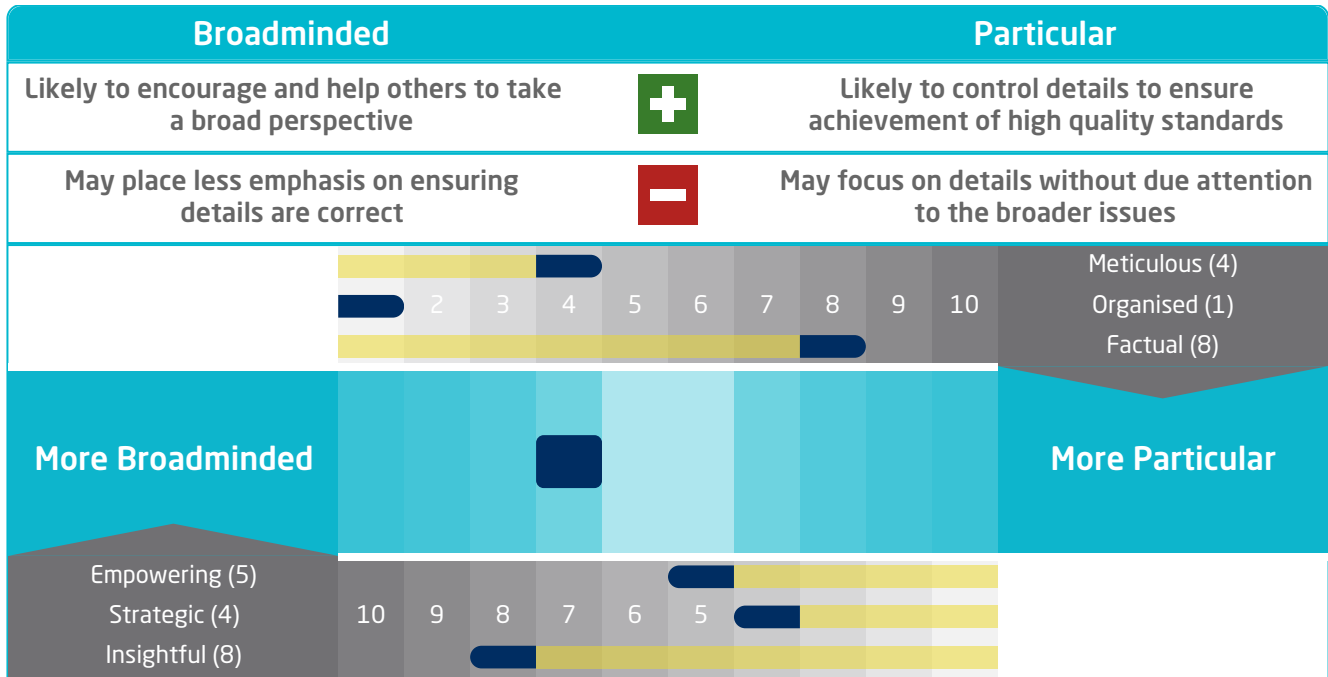 Broadminded
Particular
Likely to encourage and help others to take
a broad perspective
Likely to control details to ensure
achievement of high quality standards
May place less emphasis on ensuring
details are correct
May focus on details without due attention
to the broader issues
Meticulous (4)
2 3 4 5 6 7 8 9 10
Organised (1)
Factual (8)
More Broadminded
More Particular
Empowering (5)
Strategic (4)
10 9 8 7 6 5
Insightful (8)